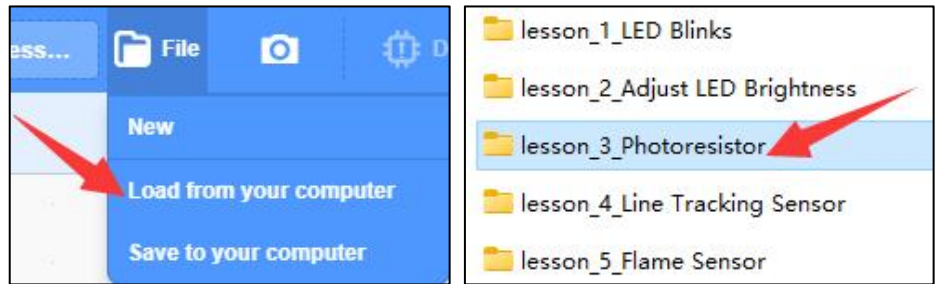 ess...
File
D
New
Load from your computer
Save to your computer
lesson_1_LED Blinks
lesson_2_Adjust LED Brightness
lesson_3_Photoresistor
lesson_4_Line Tracking Sensor
lesson_5_Flame Sensor